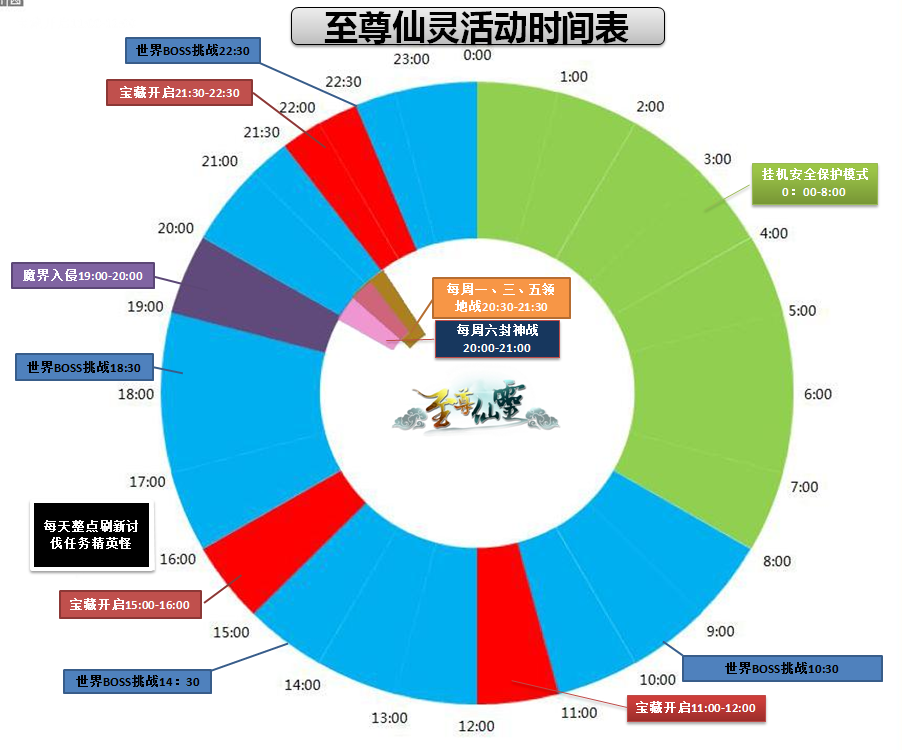 至尊仙灵活动时间表
0:00
1:00
2:00
3:00
4:00
5:00
6:00
7:00
8:00
9:00
10:00
11:00
12:00
13:00
14:00
15:00
16:00
17:00
18:00
19:00
20:00
21:00
21:30
22:00
22:30
23:00
世界BOSS挑战22:30
宝藏开启21:30-22:30
挂机安全保护模式
0：00-8:00
魔界入侵19:00-20:00
每周一、三、五领
地战20:30-21:30
每周六封神战
20:00-21:00
世界BOSS挑战18:30
至尊仙靈
每天整点刷新讨
伐任务精英怪
宝藏开启15:00-16:00
世界BOSS挑战14：30
世界BOSS挑战10:30
宝藏开启11:00-12:00